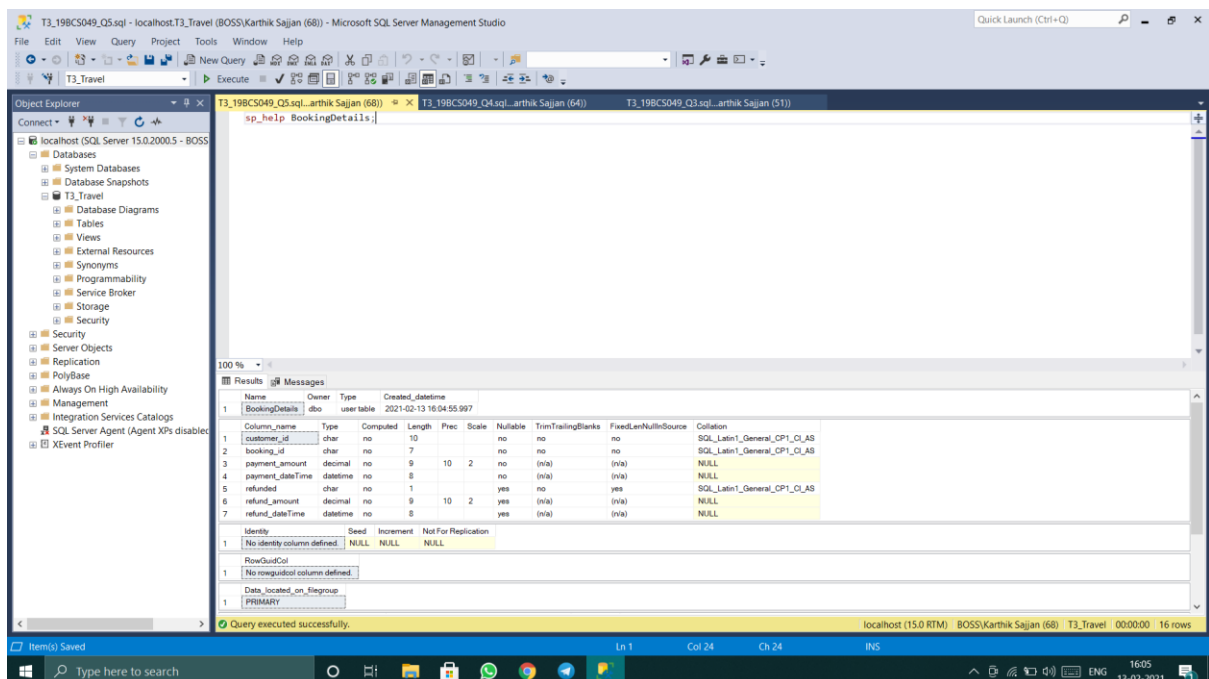 T3_19BCS049_Q5.sql - localhost.T3_Travel (BOSS\Karthik Sajjan (68)) - Microsoft SQL Server Management Studio
Quick Launch (Ctrl+Q)
File Edit View Query Project Tools Window Help
New Query
T3_Travel
Execute
Object Explorer
T3_19BCS049_Q5.sql...arthik Sajjan (68)) T3_19BCS049_Q4.sql...arthik Sajjan (64)) T3_19BCS049_Q3.sql...arthik Sajjan (51))
Connect
sp_help BookingDetails;
localhost (SQL Server 15.0.2000.5 - BOSS
Databases
System Databases
Database Snapshots
T3_Travel
Database Diagrams
Tables
Views
External Resources
Synonyms
Programmability
Service Broker
Storage
Security
Security
Server Objects
Replication
PolyBase
Always On High Availability
Management
Integration Services Catalogs
SQL Server Agent (Agent XPs disabled
XEvent Profiler
100 %
Results Messages
Name Owner Type Created_datetime
1 BookingDetails dbo user table 2021-02-13 16:04:55.997
Column_name Type Computed Length Prec Scale Nullable TrimTrailingBlanks FixedLenNullInSource Collation
1 customer_id char no 10 no no no SQL_Latin1_General_CP1_CI_AS
2 booking_id char no 7 no no no SQL_Latin1_General_CP1_CI_AS
3 payment_amount decimal no 9 10 2 no (n/a) (n/a) NULL
4 payment_dateTime datetime no 8 no (n/a) (n/a) NULL
5 refunded char no 1 yes no yes SQL_Latin1_General_CP1_CI_AS
6 refund_amount decimal no 9 10 2 yes (n/a) (n/a) NULL
7 refund_dateTime datetime no 8 yes (n/a) (n/a) NULL
Identity Seed Increment Not For Replication
1 No identity column defined. NULL NULL NULL
RowGuidCol
1 No rowguidcol column defined.
Data_located_on_filegroup
1 PRIMARY
Query executed successfully.
localhost (15.0 RTM) BOSS\Karthik Sajjan (68) T3_Travel 00:00:00 16 rows
Item(s) Saved Ln 1 Col 24 Ch 24 INS
Type here to search
ENG
16:05
13-02-2021